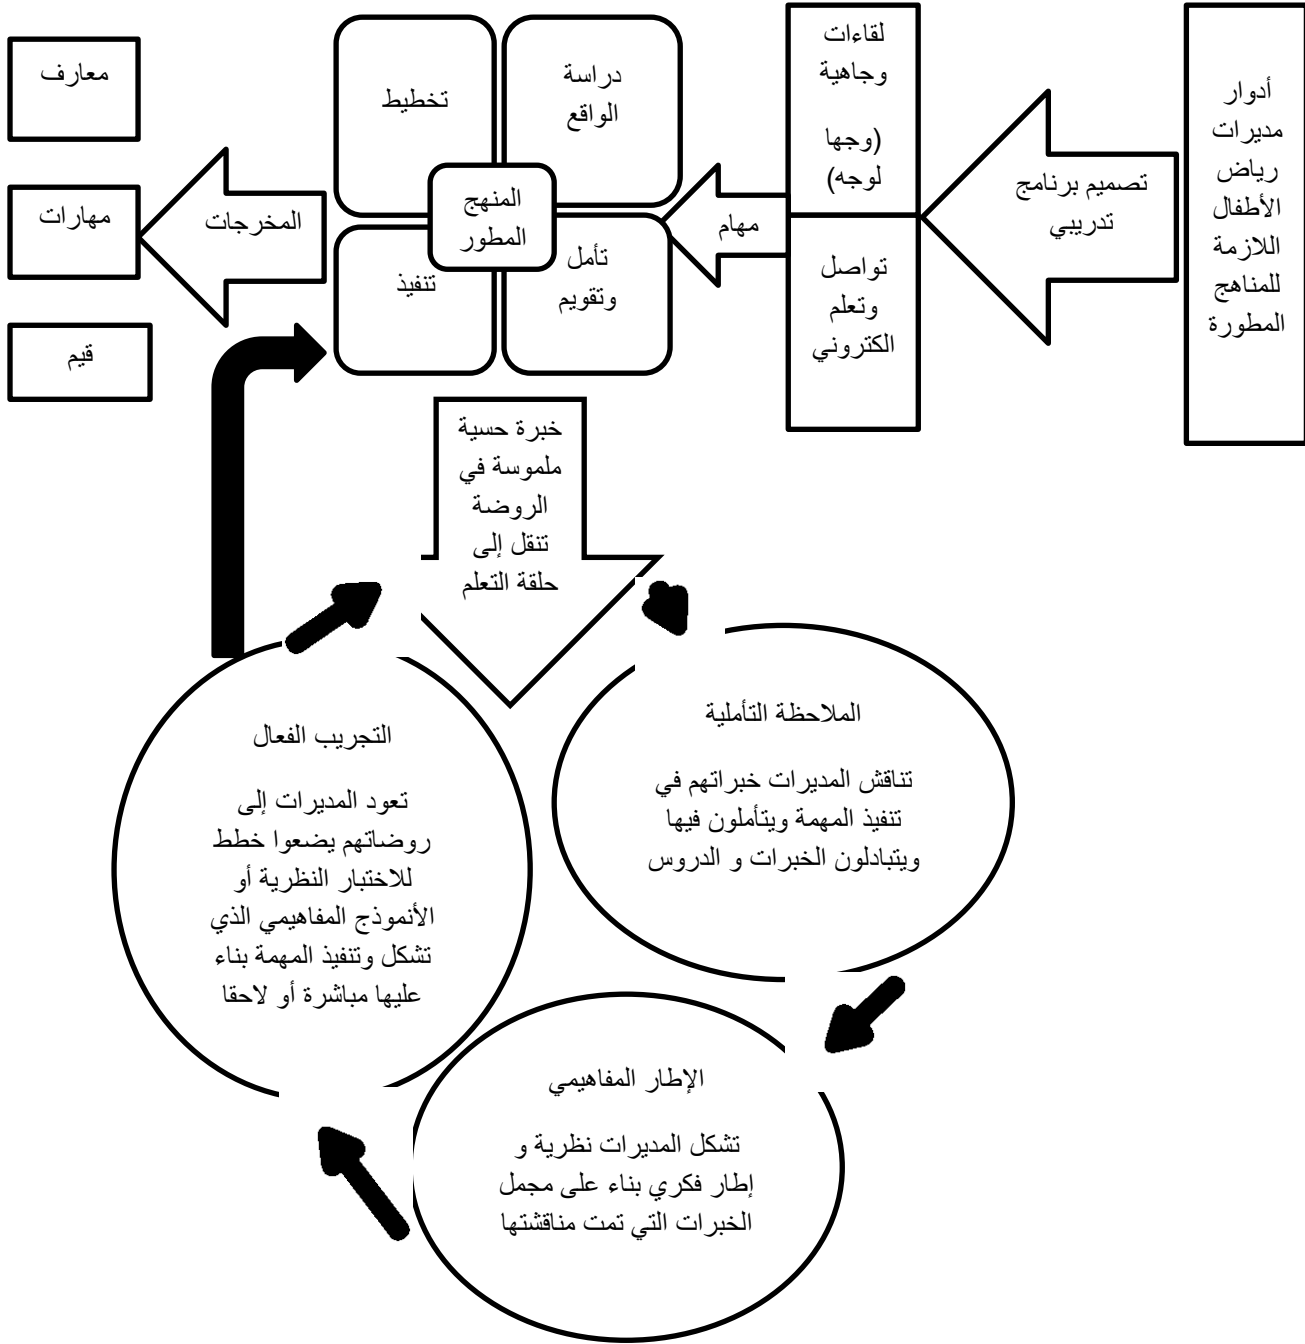 أدوار
مديرات
رياض
الأطفال
اللازمة
للمناهج
المطورة
تصميم برنامج
تدريبي
لقاءات
وجاهية
(وجها
لوجه)
تواصل
وتعلم
الكتروني
مهام
دراسة
الواقع
تخطيط
المنهج
المطور
تأمل
وتقويم
تنفيذ
المخرجات
معارف
مهارات
قيم
خبرة حسية
ملموسة في
الروضة
تنقل إلى
حلقة التعلم
الملاحظة التأملية
تناقش المديرات خبراتهم في
تنفيذ المهمة ويتأملون فيها
ويتبادلون الخبرات و الدروس
الإطار المفاهيمي
تشكل المديرات نظرية و
إطار فكري بناء على مجمل
الخبرات التي تمت مناقشتها
التجريب الفعال
تعود المديرات إلى
روضاتهم يضعوا خطط
للاختبار النظرية أو
الأنموذج المفاهيمي الذي
تشكل وتنفيذ المهمة بناء
عليها مباشرة أو لاحقا